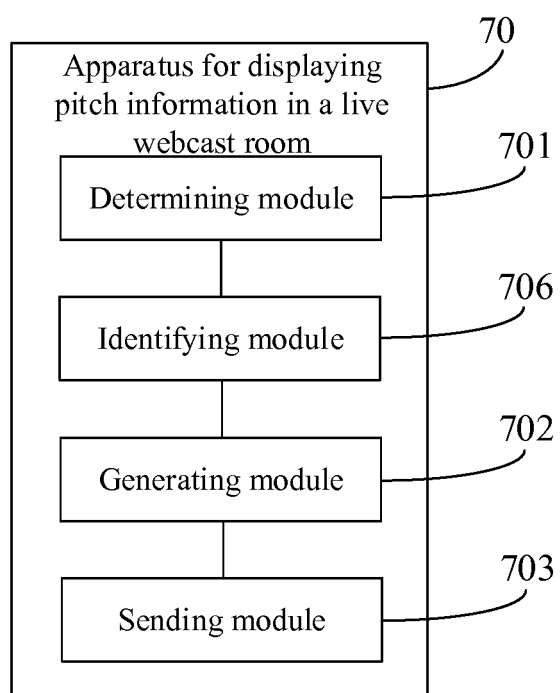 70
Apparatus for displaying
pitch information in a live
webcast room
701
Determining module
706
Identifying module
702
Generating module
703
Sending module